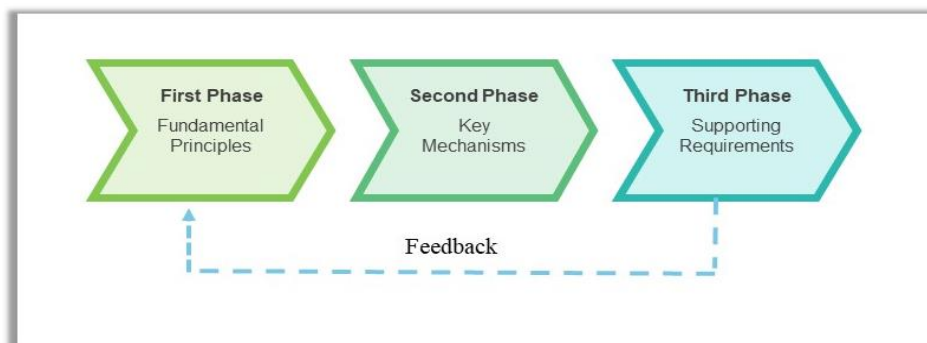 First Phase
Fundamental
Principles
Second Phase
Key
Mechanisms
Third Phase
Supporting
Requirements
Feedback